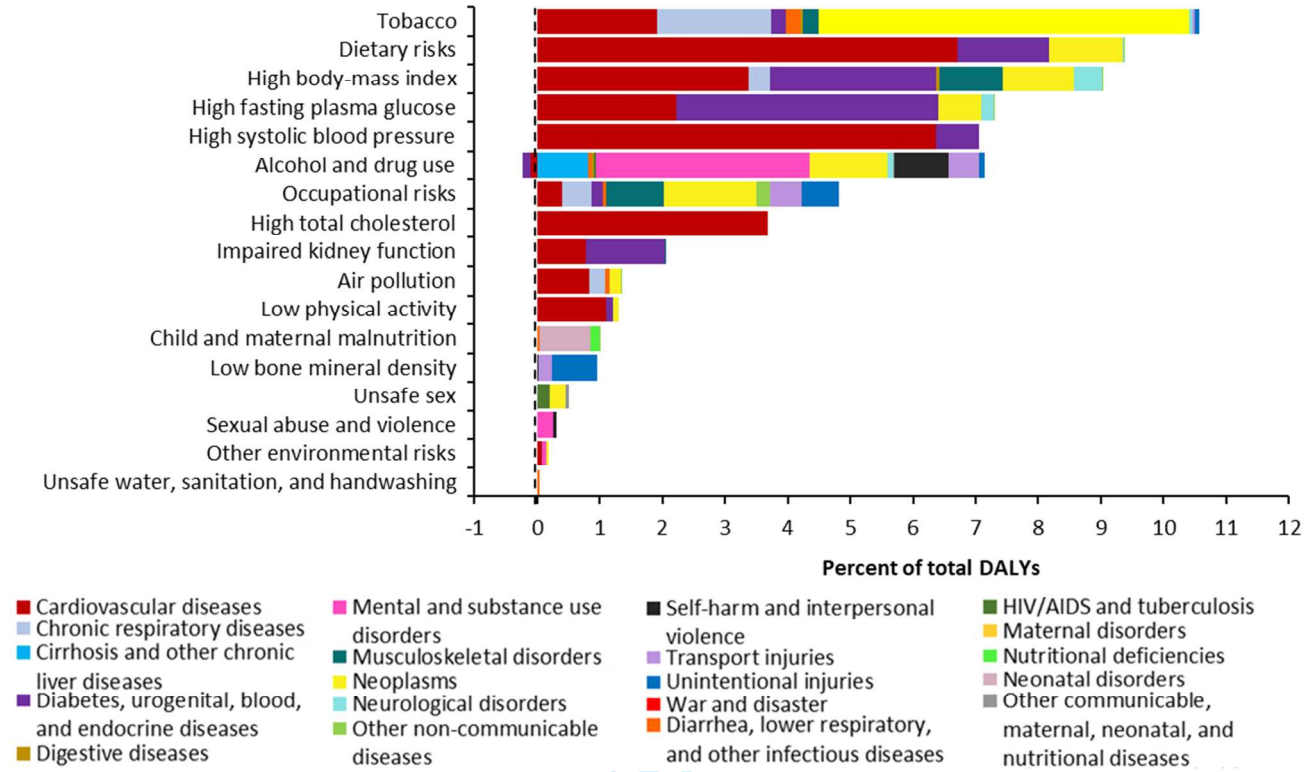 Tobacco
Dietary risks
High body-mass index
High fasting plasma glucose
High systolic blood pressure
Alcohol and drug use
Occupational risks
High total cholesterol
Impaired kidney function
Air pollution
Low physical activity
Child and maternal malnutrition
Low bone mineral density
Unsafe sex
Sexual abuse and violence
Other environmental risks
Unsafe water, sanitation, and handwashing
-1 0 1 2 3 4 5 6 7 8 9 10 11 12
Percent of total DALYs
Cardiovascular diseases
Chronic respiratory diseases
Cirrhosis and other chronic
liver diseases
Diabetes, urogenital, blood,
and endocrine diseases
Digestive diseases
Mental and substance use
disorders
Musculoskeletal disorders
Neoplasms
Neurological disorders
Other non-communicable
diseases
Self-harm and interpersonal
violence
Transport injuries
Unintentional injuries
War and disaster
Diarrhea, lower respiratory,
and other infectious diseases
HIV/AIDS and tuberculosis
Maternal disorders
Nutritional deficiencies
Neonatal disorders
Other communicable,
maternal, neonatal, and
nutritional diseases